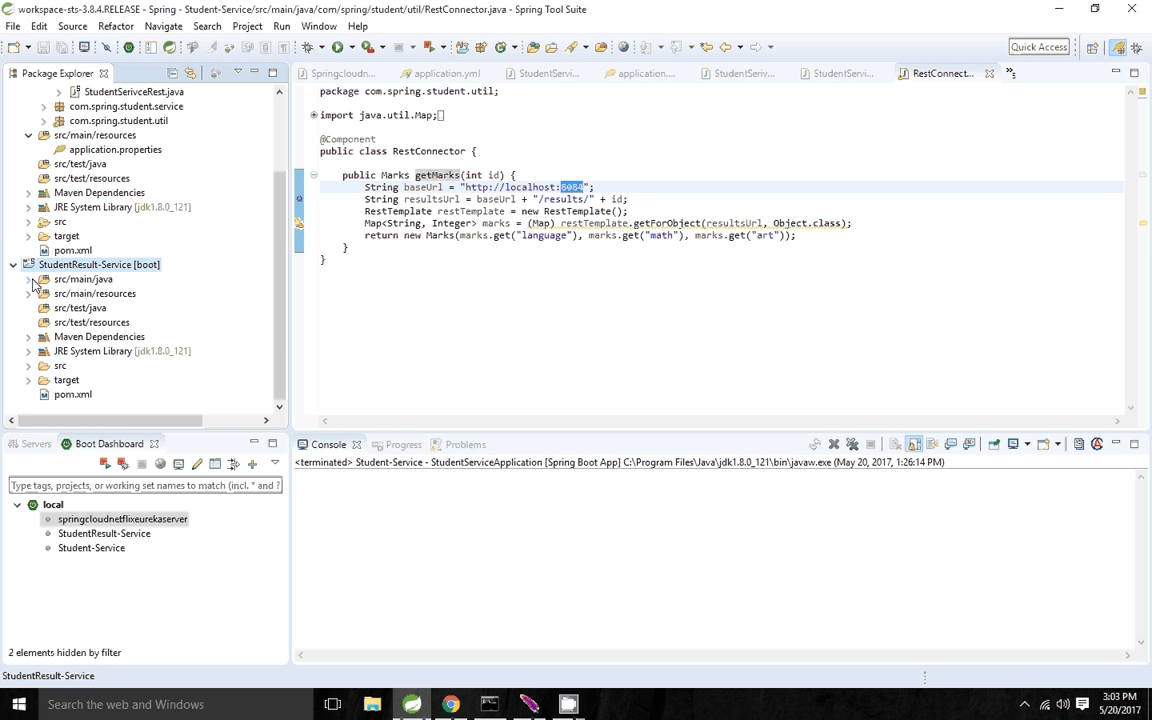 workspace-sts-3.8.4.RELEASE - Spring - Student-Service/src/main/java/com/spring/student/util/RestConnector.java - Spring Tool Suite
File Edit Source Refactor Navigate Search Project Run Window Help
Quick Access
Package Explorer
Springcloudn... application.yml StudentServi... application.... StudentSeriv... StudentServi... RestConnect... »5
StudentSerivceRest.java
com.spring.student.service
com.spring.student.util
src/main/resources
application.properties
src/test/java
src/test/resources
Maven Dependencies
JRE System Library [jdk1.8.0_121]
src
target
pom.xml
StudentResult-Service [boot]
src/main/java
src/main/resources
src/test/java
src/test/resources
Maven Dependencies
JRE System Library [jdk1.8.0_121]
src
target
pom.xml
package com.spring.student.util;
import java.util.Map;
@Component
public class RestConnector {
public Marks getMarks(int id) {
String baseUrl = "http://localhost:8084";
String resultsUrl = baseUrl + "/results/" + id;
RestTemplate restTemplate = new RestTemplate();
Map<String, Integer> marks = (Map) restTemplate.getForObject(resultsUrl, Object.class);
return new Marks(marks.get("language"), marks.get("math"), marks.get("art"));
}
}
Servers Boot Dashboard
Type tags, projects, or working set names to match (incl. * and ?
local
springcloudnetflixeurekaserver
StudentResult-Service
Student-Service
2 elements hidden by filter
Console Progress Problems
<terminated> Student-Service - StudentServiceApplication [Spring Boot App] C:\Program Files\Java\jdk1.8.0_121\bin\javaw.exe (May 20, 2017, 1:26:14 PM)
StudentResult-Service
Search the web and Windows
3:03 PM
5/20/2017